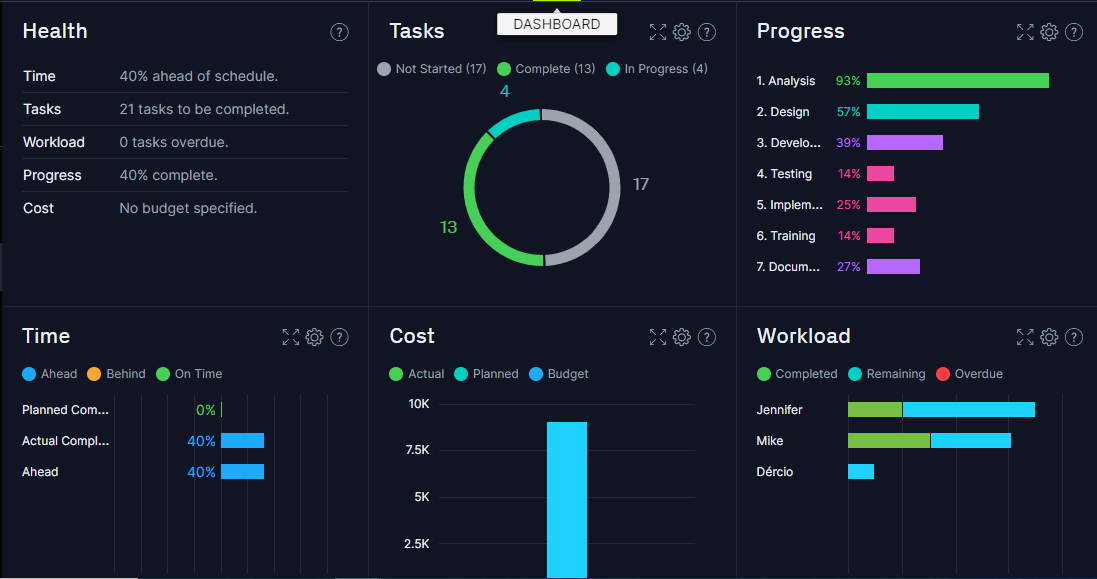 DASHBOARD
Health
?
Time 40% ahead of schedule.
Tasks 21 tasks to be completed.
Workload 0 tasks overdue.
Progress 40% complete.
Cost No budget specified.
Tasks
?
Not Started (17) Complete (13) In Progress (4)
4
17
13
Progress
?
1. Analysis 93%
2. Design 57%
3. Develo... 39%
4. Testing 14%
5. Implem... 25%
6. Training 14%
7. Docum... 27%
Time
?
Ahead Behind On Time
Planned Com... 0%
Actual Compl... 40%
Ahead 40%
Cost
?
Actual Planned Budget
10K
7.5K
5K
2.5K
Workload
?
Completed Remaining Overdue
Jennifer
Mike
Dércio